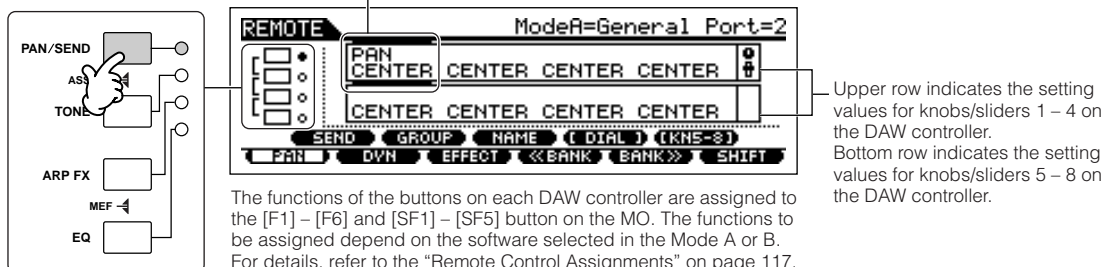 REMOTE ModeA=General Port=2
PAN
CENTER CENTER CENTER CENTER
CENTER CENTER CENTER CENTER
SEND GROUP NAME [ DIAL ] [KN5-8]
PAN DYN EFFECT <<BANK BANK>> SHIFT
PAN/SEND
TONE
ARP FX
MEF
EQ
Upper row indicates the setting
values for knobs/sliders 1 – 4 on
the DAW controller.
Bottom row indicates the setting
values for knobs/sliders 5 – 8 on
the DAW controller.
The functions of the buttons on each DAW controller are assigned to
the [F1] – [F6] and [SF1] – [SF5] button on the MO. The functions to
be assigned depend on the software selected in the Mode A or B.
For details, refer to the “Remote Control Assignments” on page 117.